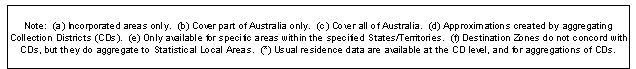 Note:  (a) Incorporated areas only.  (b) Cover part of Australia only.  (c) Cover all of Australia.  (d) Approximations created by aggregating
Collection Districts (CDs).  (e) Only available for specific areas within the specified States/Territories.  (f) Destination Zones do not concord with
CDs, but they do aggregate to Statistical Local Areas.  (*) Usual residence data are available at the CD level, and for aggregations of CDs.